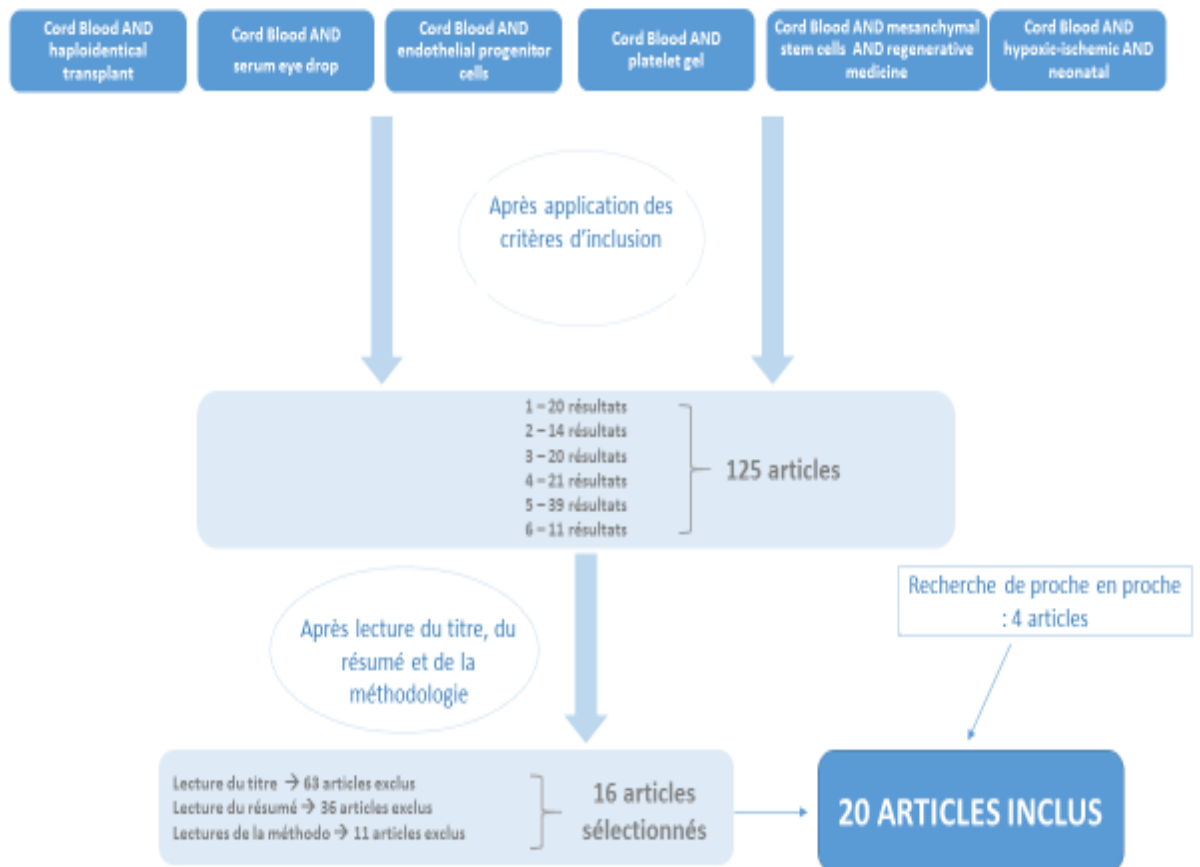 Cord Blood AND
haploidentical
transplant
Cord Blood AND
serum eye drop
Cord Blood AND
endothelial progenitor
cells
Cord Blood AND
platelet gel
Cord Blood AND mesanchymal
stem cells AND regenerative
medicine
Cord Blood AND
hypoxic-ischemic AND
neonatal
Après application des
critères d'inclusion
1 – 20 résultats
2 – 14 résultats
3 – 20 résultats
4 – 21 résultats
5 – 39 résultats
6 – 11 résultats
125 articles
Recherche de proche en proche
: 4 articles
Après lecture du titre, du
résumé et de la
méthodologie
Lecture du titre → 63 articles exclus
Lecture du résumé → 36 articles exclus
Lectures de la méthodo → 11 articles exclus
16 articles
sélectionnés
20 ARTICLES INCLUS